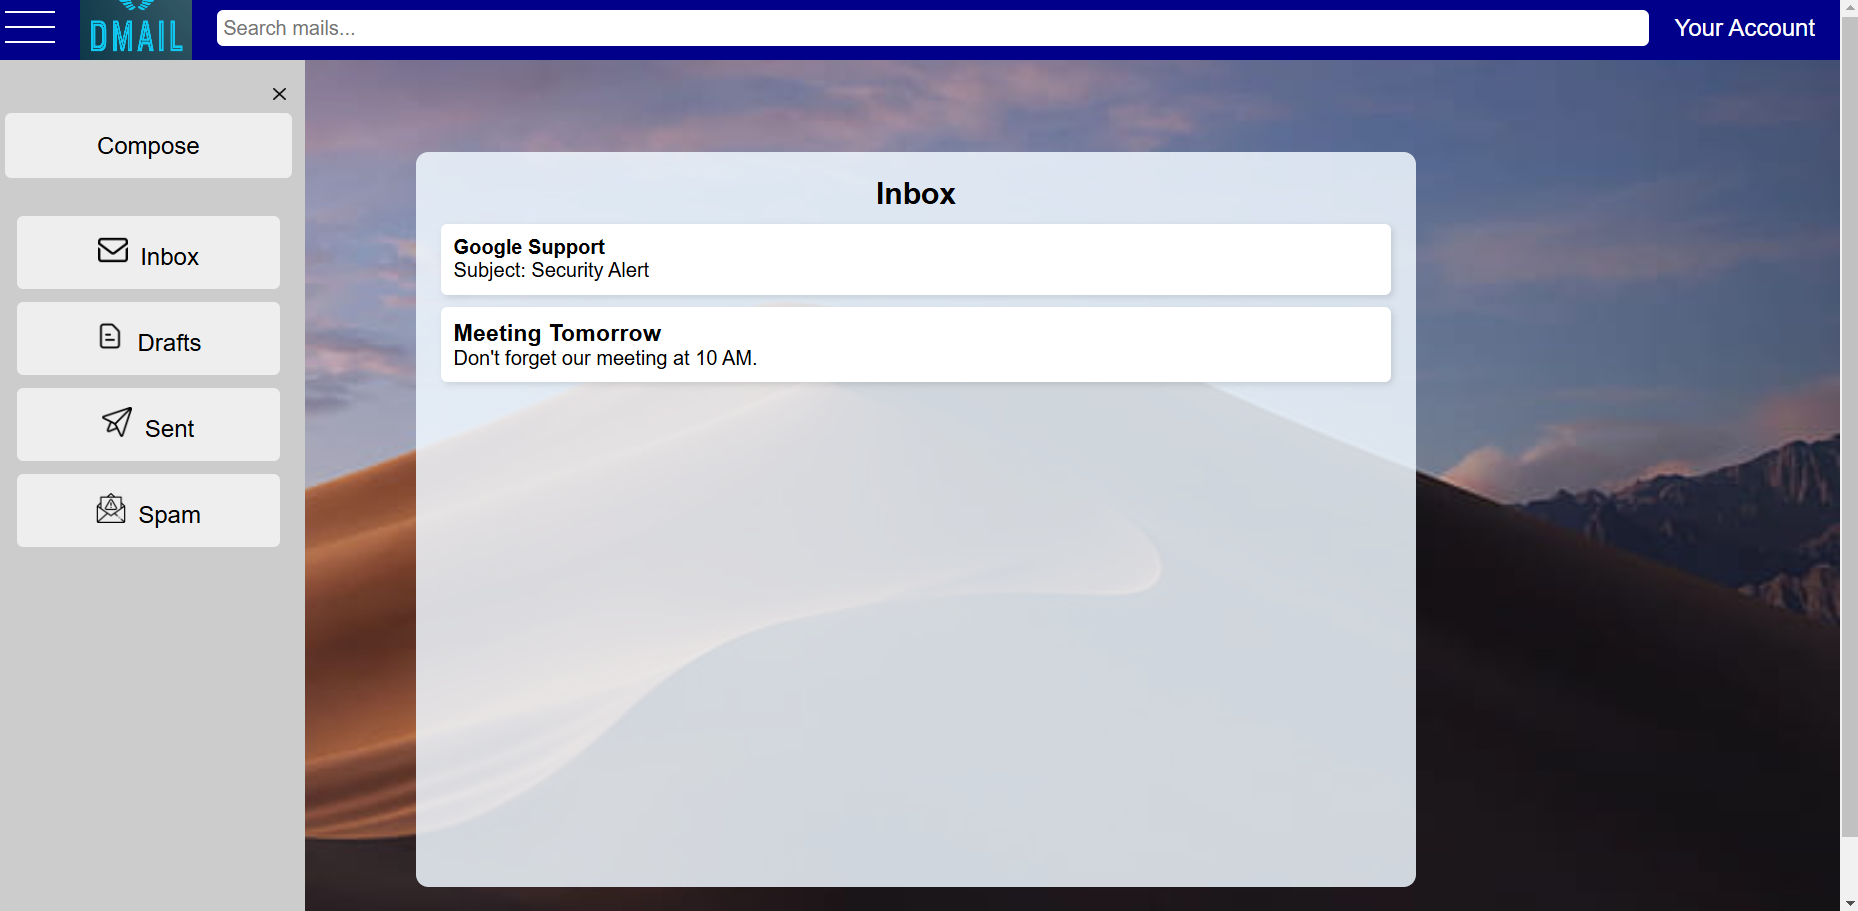 DMAIL
Search mails...
Your Account
Compose
Inbox
Drafts
Sent
Spam
Inbox
Google Support
Subject: Security Alert
Meeting Tomorrow
Don't forget our meeting at 10 AM.